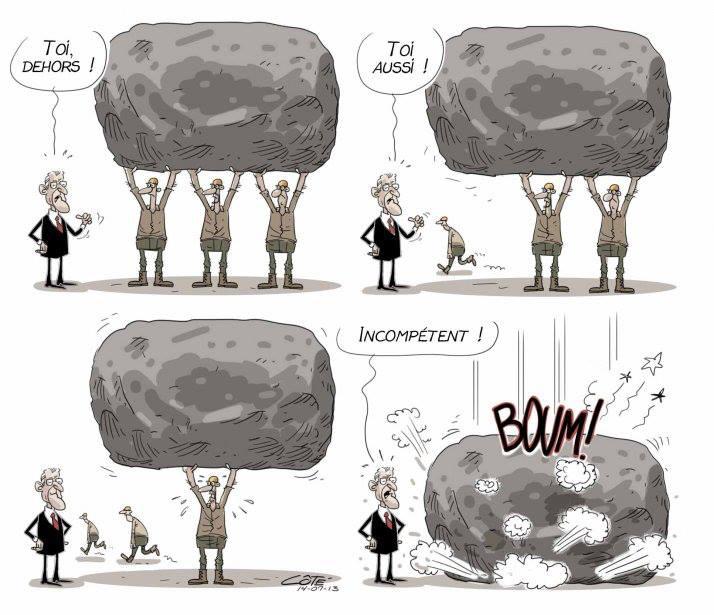 TOI,
DEHORS !
TOI
AUSSI !
INCOMPÉTENT !
BOUM!
CÔTÉ
14-07-13